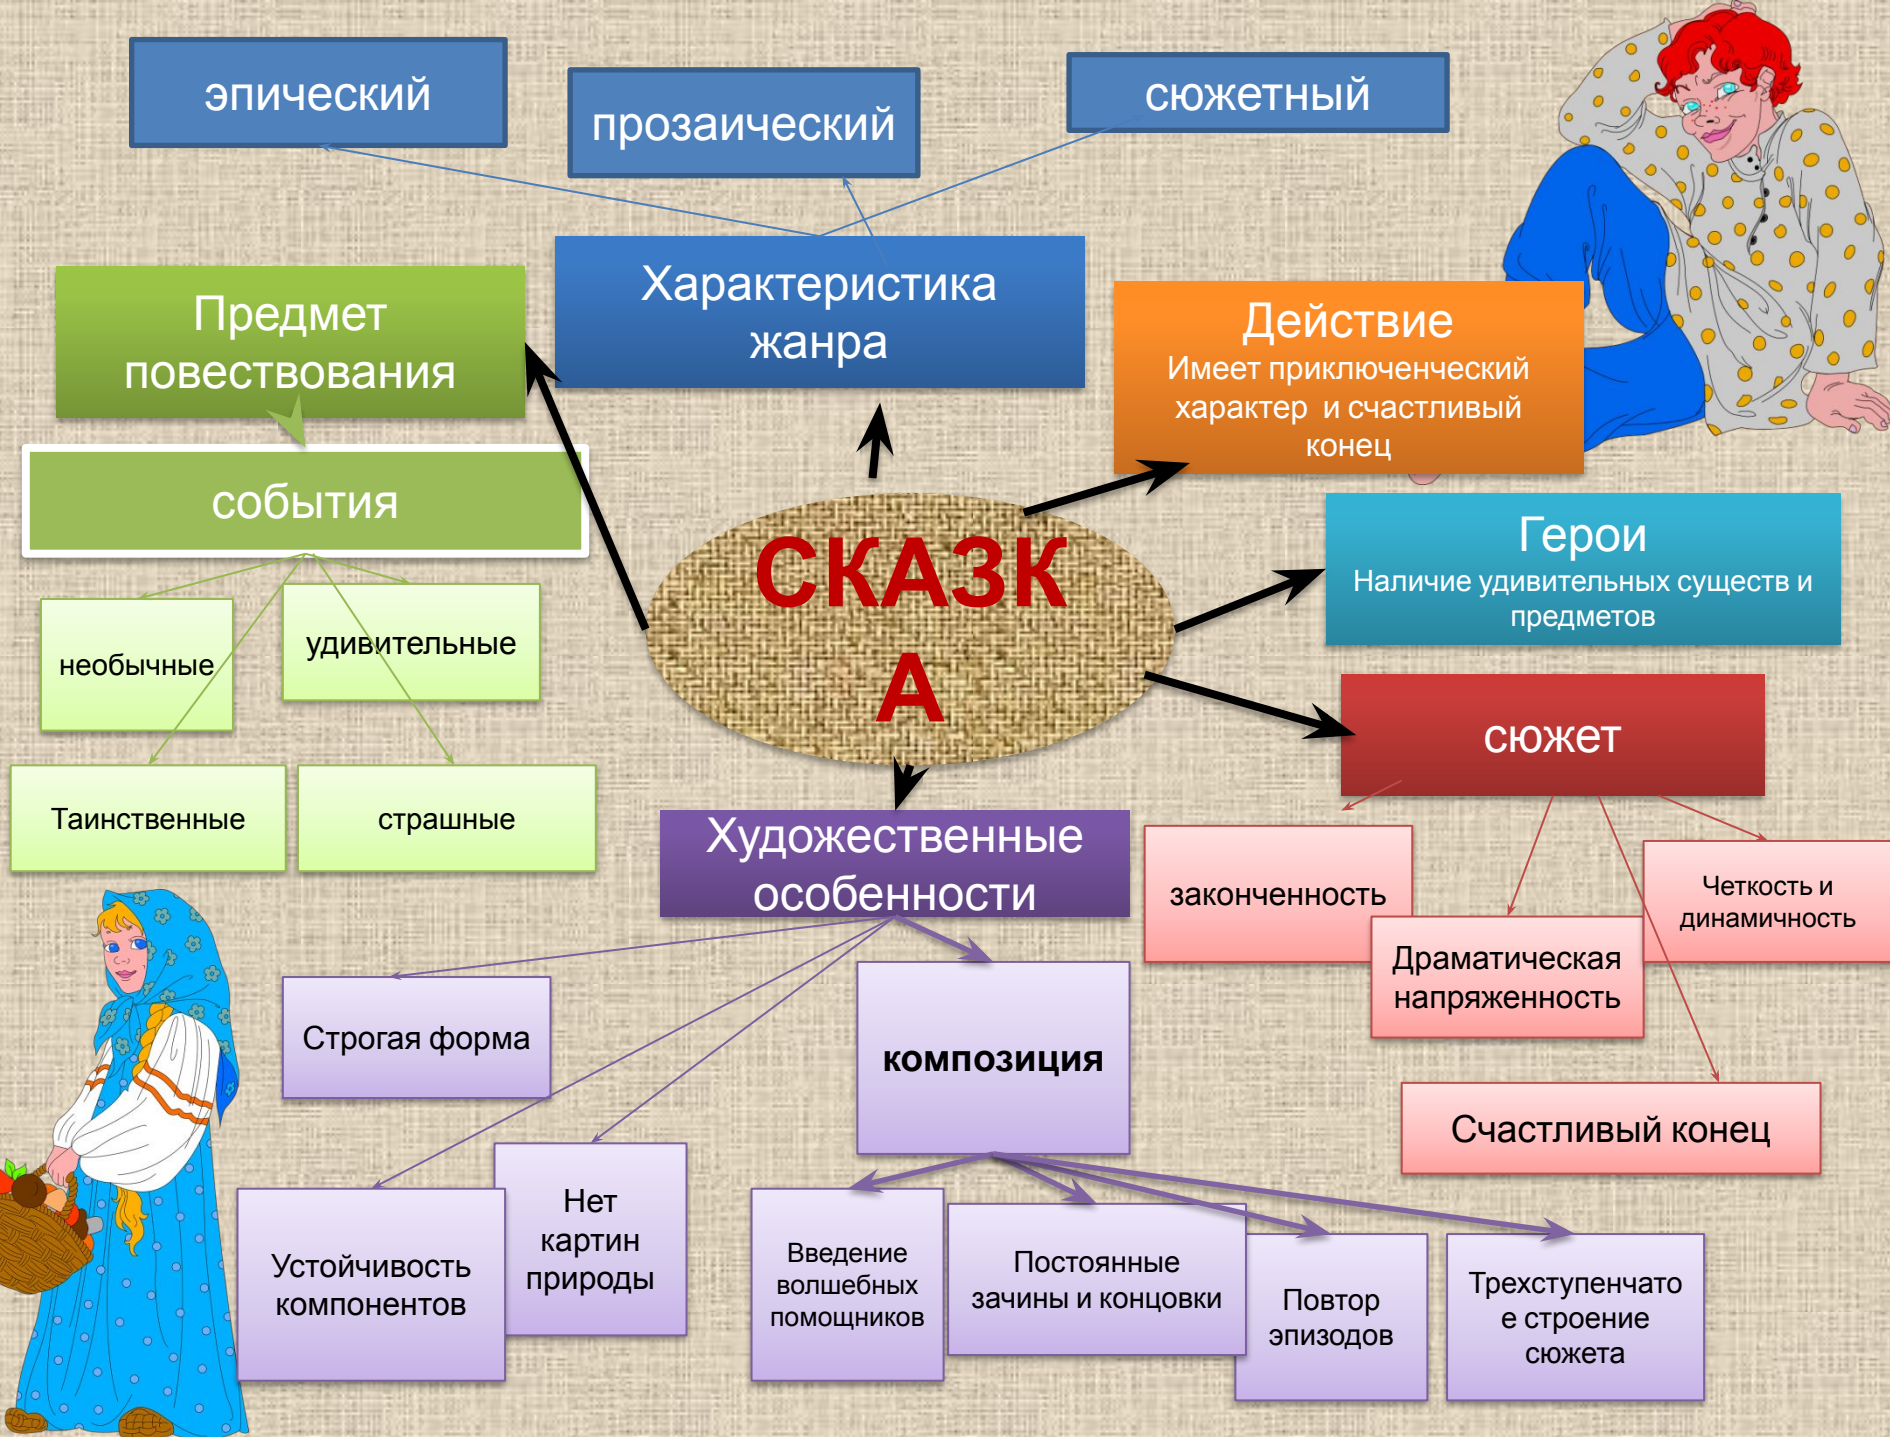 эпический
прозаический
сюжетный
Характеристика
жанра
Предмет
повествования
Действие
Имеет приключенческий
характер и счастливый
конец
события
СКАЗК
А
Герои
Наличие удивительных существ и
предметов
необычные
удивительные
Таинственные
страшные
сюжет
законченность
Четкость и
динамичность
Драматическая
напряженность
Счастливый конец
Художественные
особенности
Строгая форма
композиция
Устойчивость
компонентов
Нет
картин
природы
Введение
волшебных
помощников
Постоянные
зачины и концовки
Повтор
эпизодов
Трехступенчато
е строение
сюжета